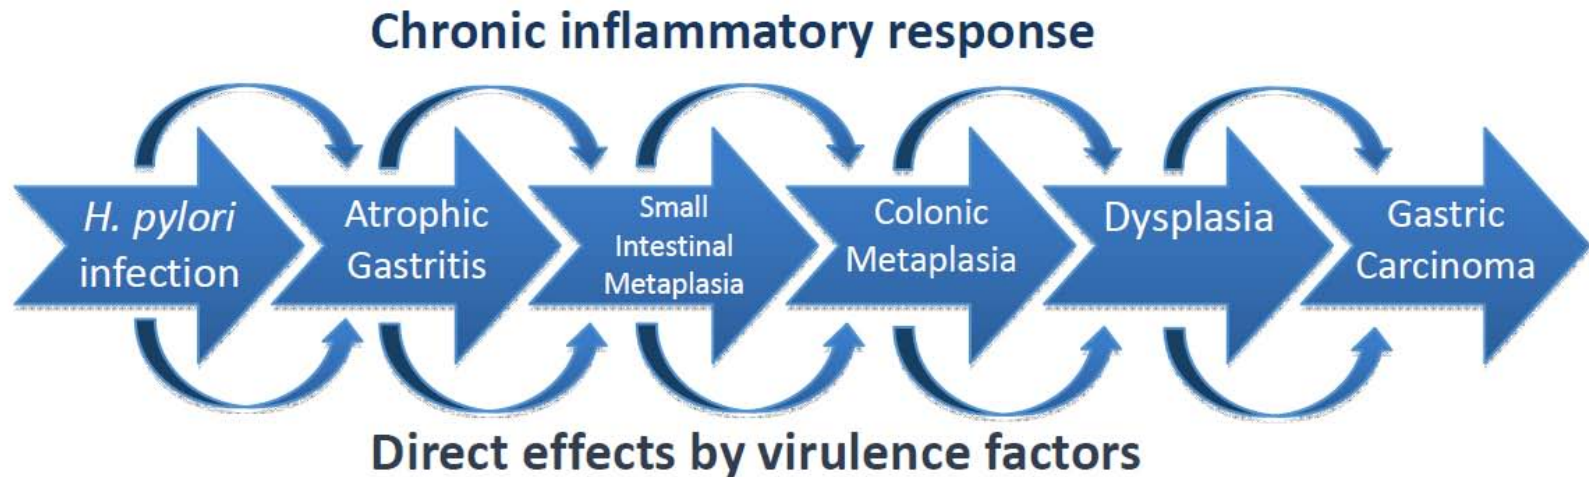 Chronic inflammatory response
H. pylori
infection
Atrophic
Gastritis
Small
Intestinal
Metaplasia
Colonic
Metaplasia
Dysplasia
Gastric
Carcinoma
Direct effects by virulence factors